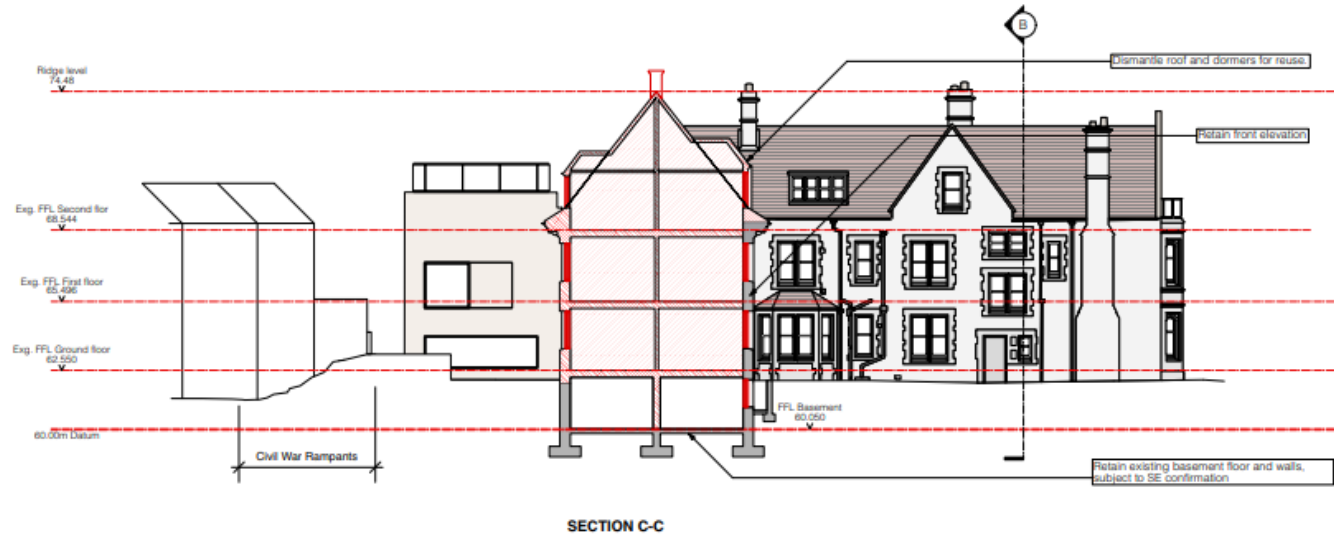 B
Dismantle roof and dormers for reuse.
Ridge level
74.48
Retain front elevation
Exg. FFL Second flor
68.544
Exg. FFL First floor
65.496
Exg. FFL Ground floor
62.550
FFL Basement
60.050
60.00m Datum
Civil War Rampants
Retain existing basement floor and walls,
subject to SE confirmation
SECTION C-C